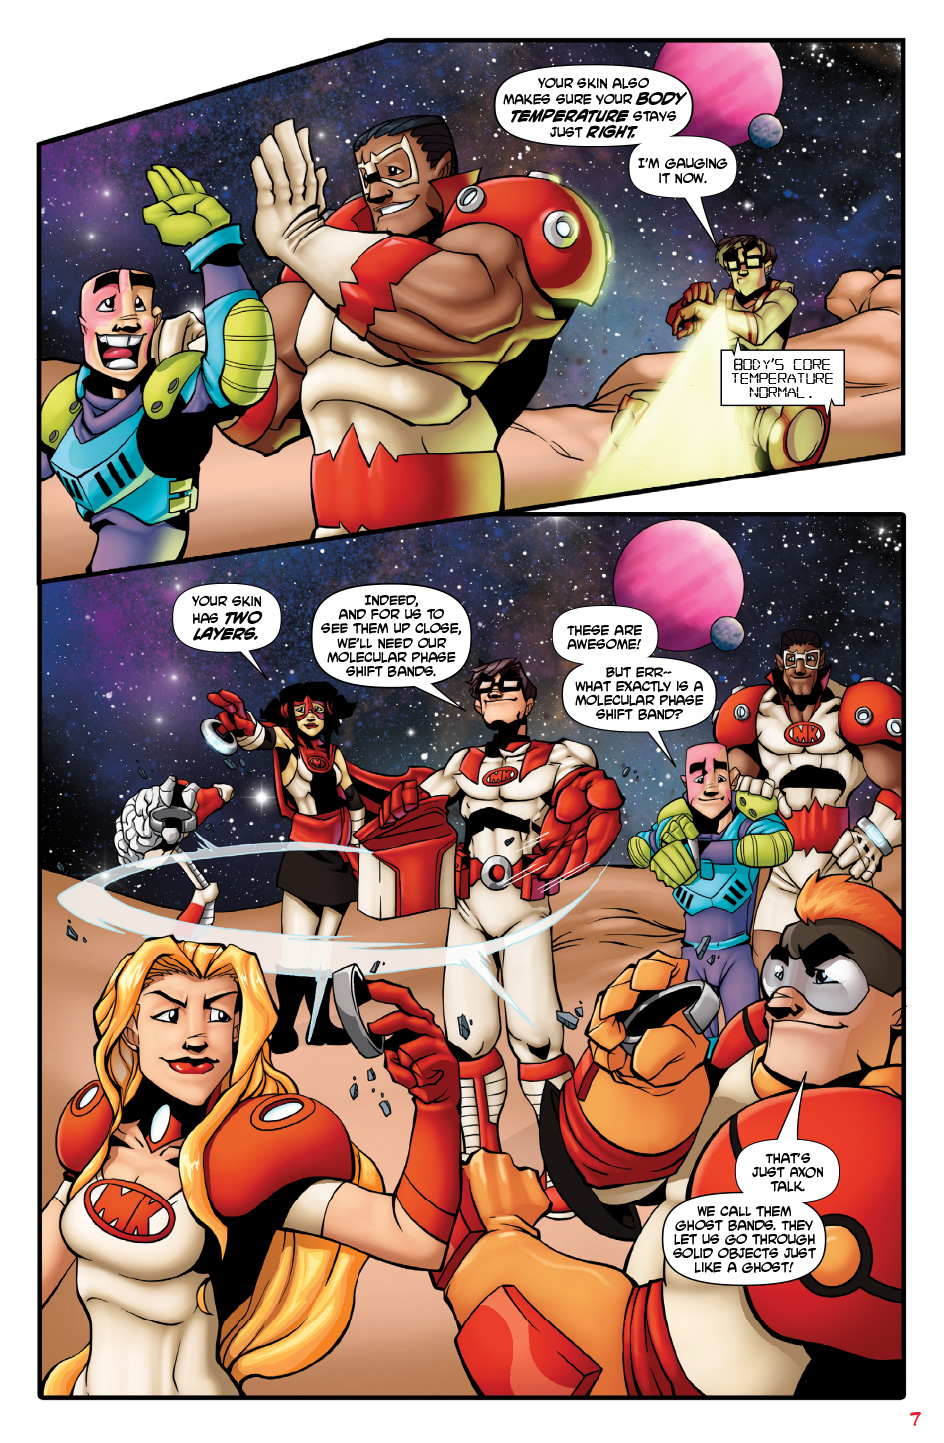 YOUR SKIN ALSO
MAKES SURE YOUR BODY
TEMPERATURE STAYS
JUST RIGHT.
I'M GAUGING
IT NOW.
BODY'S CORE
TEMPERATURE
NORMAL.
YOUR SKIN
HAS TWO
LAYERS.
INDEED,
AND FOR US TO
SEE THEM UP CLOSE,
WE'LL NEED OUR
MOLECULAR PHASE
SHIFT BANDS.
THESE ARE
AWESOME!
BUT ERR~
WHAT EXACTLY IS A
MOLECULAR PHASE
SHIFT BAND?
MK
MK
MK
MK
THAT'S
JUST AXON
TALK.
WE CALL THEM
GHOST BANDS. THEY
LET US GO THROUGH
SOLID OBJECTS JUST
LIKE A GHOST!
7